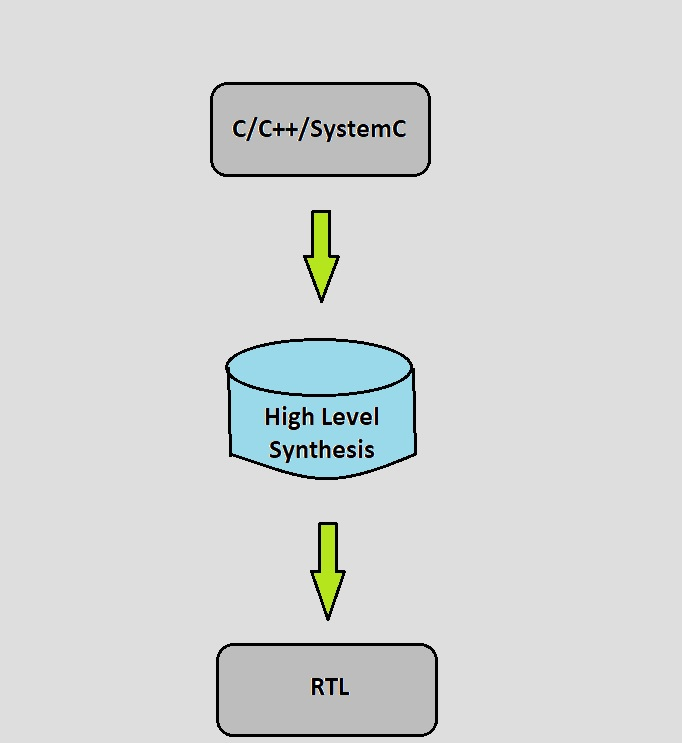 C/C++/SystemC
High Level
Synthesis
RTL